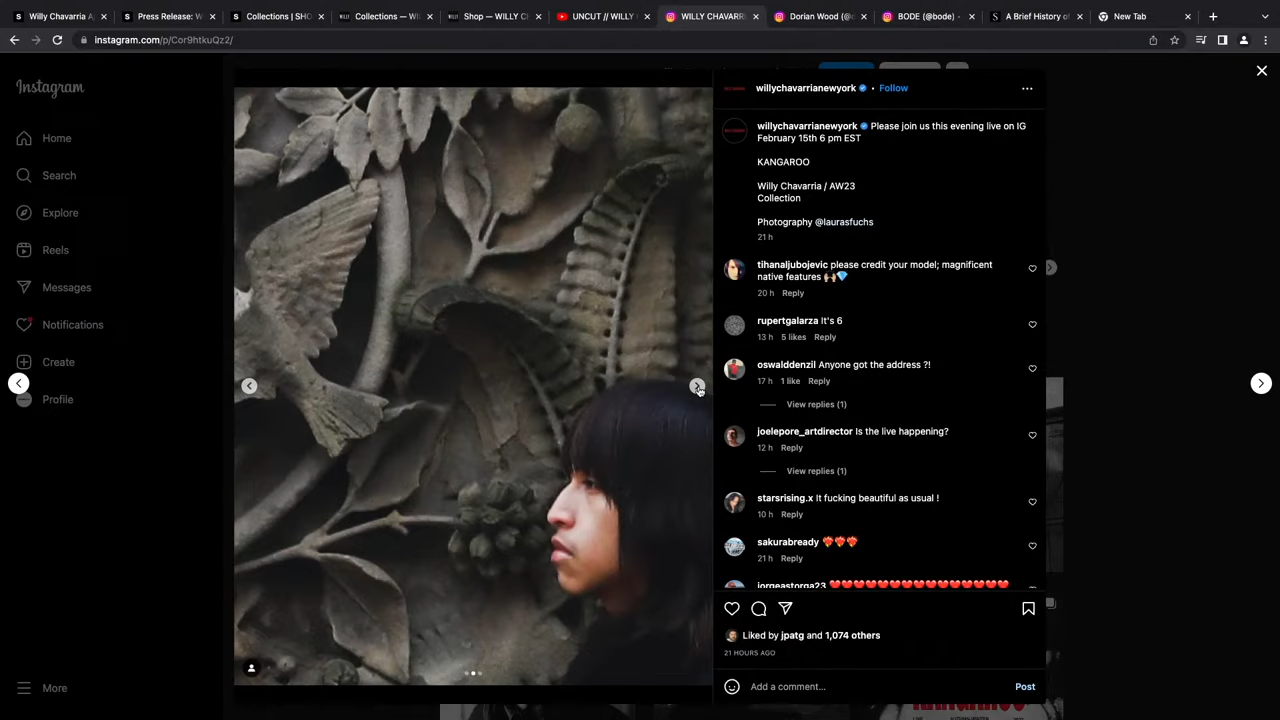 Willy Chavarria A
Press Release: W
Collections | SHO
Collections — WI
Shop — WILLY C
UNCUT // WILLY
WILLY CHAVARR
Dorian Wood (@
BODE (@bode) -
A Brief History of
New Tab
instagram.com/p/Cor9htkuQz2/
Instagram
Home
Search
Explore
Reels
Messages
Notifications
Create
Profile
More
willychavarrianewyork • Follow
willychavarrianewyork Please join us this evening live on IG
February 15th 6 pm EST
KANGAROO
Willy Chavarria / AW23
Collection
Photography @laurasfuchs
21 h
tihanaljubojevic please credit your model; magnificent
native features 🙌🏼💎
20 h Reply
rupertgalarza It's 6
13 h 5 likes Reply
oswalddenzil Anyone got the address ?!
17 h 1 like Reply
View replies (1)
joelepore_artdirector Is the live happening?
12 h Reply
View replies (1)
starsrising.x It fucking beautiful as usual !
10 h Reply
sakurabready ❤️‍🔥❤️‍🔥❤️‍🔥
21 h Reply
jorgeastorga23 ❤️❤️❤️❤️❤️❤️❤️❤️❤️❤️❤️❤️❤️❤️❤️
Liked by jpatg and 1,074 others
21 HOURS AGO
Add a comment...
Post